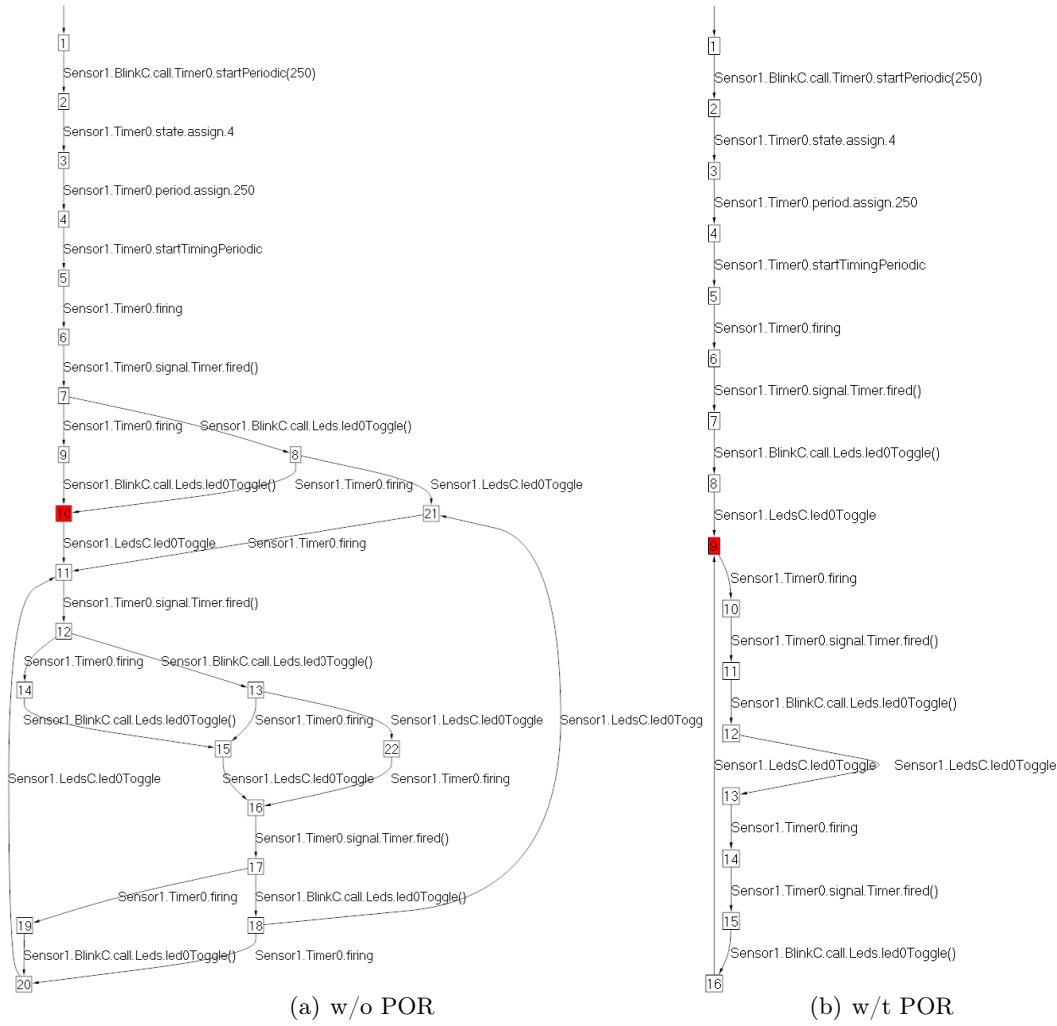 1
Sensor1.BlinkC.call.Timer0.startPeriodic(250)
2
Sensor1.Timer0.state.assign.4
3
Sensor1.Timer0.period.assign.250
4
Sensor1.Timer0.startTimingPeriodic
5
Sensor1.Timer0.firing
6
Sensor1.Timer0.signal.Timer.fired()
7
Sensor1.Timer0.firing
Sensor1.BlinkC.call.Leds.led0Toggle()
9
8
Sensor1.BlinkC.call.Leds.led0Toggle()
Sensor1.Timer0.firing
Sensor1.LedsC.led0Toggle
10
21
Sensor1.LedsC.led0Toggle
Sensor1.Timer0.firing
11
Sensor1.Timer0.signal.Timer.fired()
12
Sensor1.Timer0.firing
Sensor1.BlinkC.call.Leds.led0Toggle()
14
13
Sensor1.BlinkC.call.Leds.led0Toggle()
Sensor1.Timer0.firing
Sensor1.LedsC.led0Toggle
Sensor1.LedsC.led0Togg
15
22
Sensor1.LedsC.led0Toggle
Sensor1.LedsC.led0Toggle
Sensor1.Timer0.firing
16
Sensor1.Timer0.signal.Timer.fired()
17
Sensor1.Timer0.firing
Sensor1.BlinkC.call.Leds.led0Toggle()
19
18
Sensor1.BlinkC.call.Leds.led0Toggle()
Sensor1.Timer0.firing
20
(a) w/o POR
1
Sensor1.BlinkC.call.Timer0.startPeriodic(250)
2
Sensor1.Timer0.state.assign.4
3
Sensor1.Timer0.period.assign.250
4
Sensor1.Timer0.startTimingPeriodic
5
Sensor1.Timer0.firing
6
Sensor1.Timer0.signal.Timer.fired()
7
Sensor1.BlinkC.call.Leds.led0Toggle()
8
Sensor1.LedsC.led0Toggle
9
Sensor1.Timer0.firing
10
Sensor1.Timer0.signal.Timer.fired()
11
Sensor1.BlinkC.call.Leds.led0Toggle()
12
Sensor1.LedsC.led0Toggle
Sensor1.LedsC.led0Toggle
13
Sensor1.Timer0.firing
14
Sensor1.Timer0.signal.Timer.fired()
15
Sensor1.BlinkC.call.Leds.led0Toggle()
16
(b) w/t POR